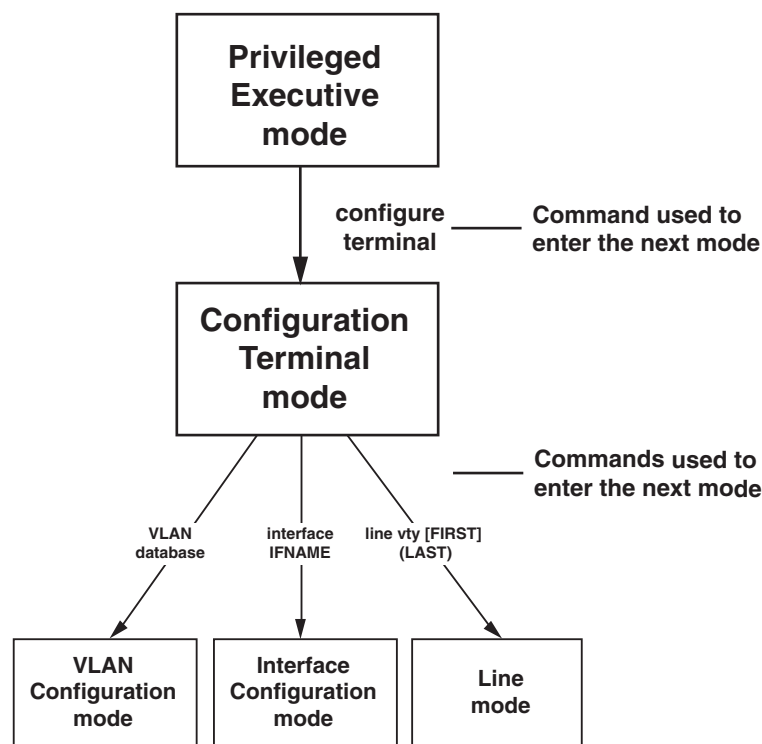 Privileged
Executive
mode
configure
terminal
Command used to
enter the next mode
Configuration
Terminal
mode
Commands used to
enter the next mode
VLAN
database
interface
IFNAME
line vty [FIRST]
(LAST)
VLAN
Configuration
mode
Interface
Configuration
mode
Line
mode